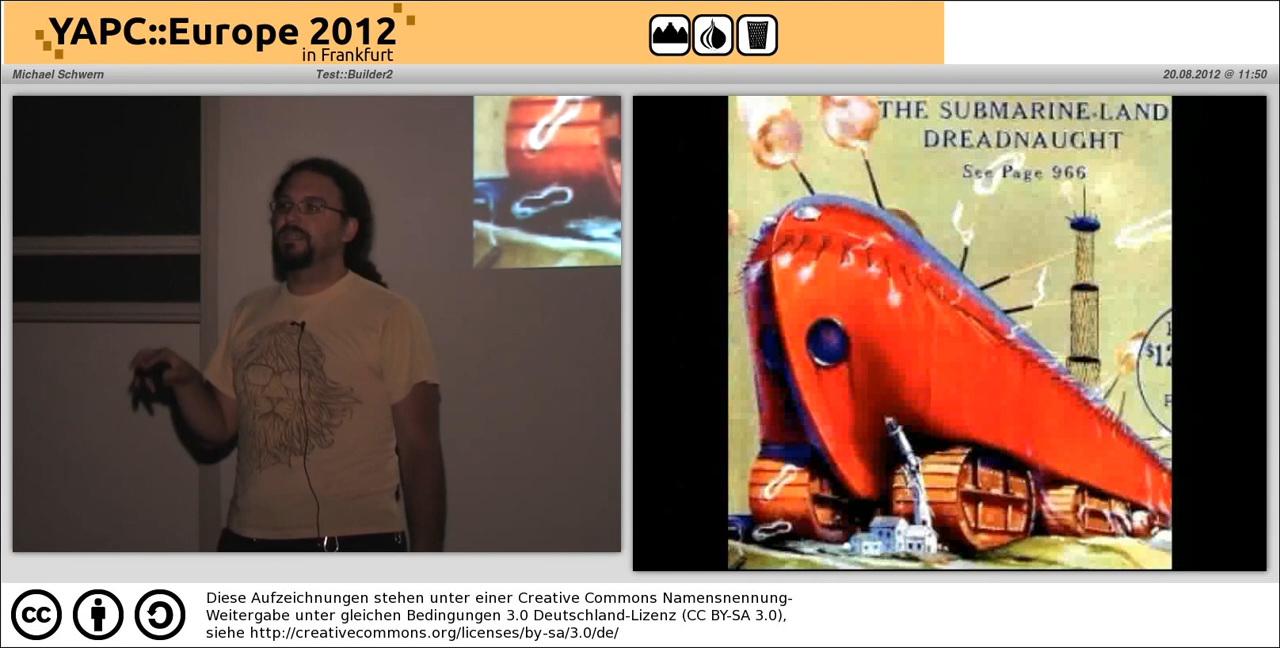 YAPC::Europe 2012
in Frankfurt
Michael Schwern
Test::Builder2
20.08.2012 @ 11:50
THE SUBMARINE-LAND
DREADNAUGHT
See Page 966
$12
cc
Diese Aufzeichnungen stehen unter einer Creative Commons Namensnennung-
Weitergabe unter gleichen Bedingungen 3.0 Deutschland-Lizenz (CC BY-SA 3.0),
siehe http://creativecommons.org/licenses/by-sa/3.0/de/